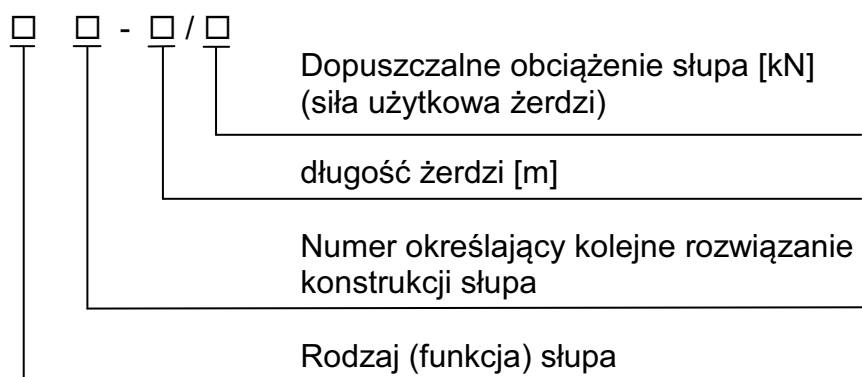 □ □ - □ / □
Dopuszczalne obciążenie słupa [kN]
(siła użytkowa żerdzi)
długość żerdzi [m]
Numer określający kolejne rozwiązanie
konstrukcji słupa
Rodzaj (funkcja) słupa